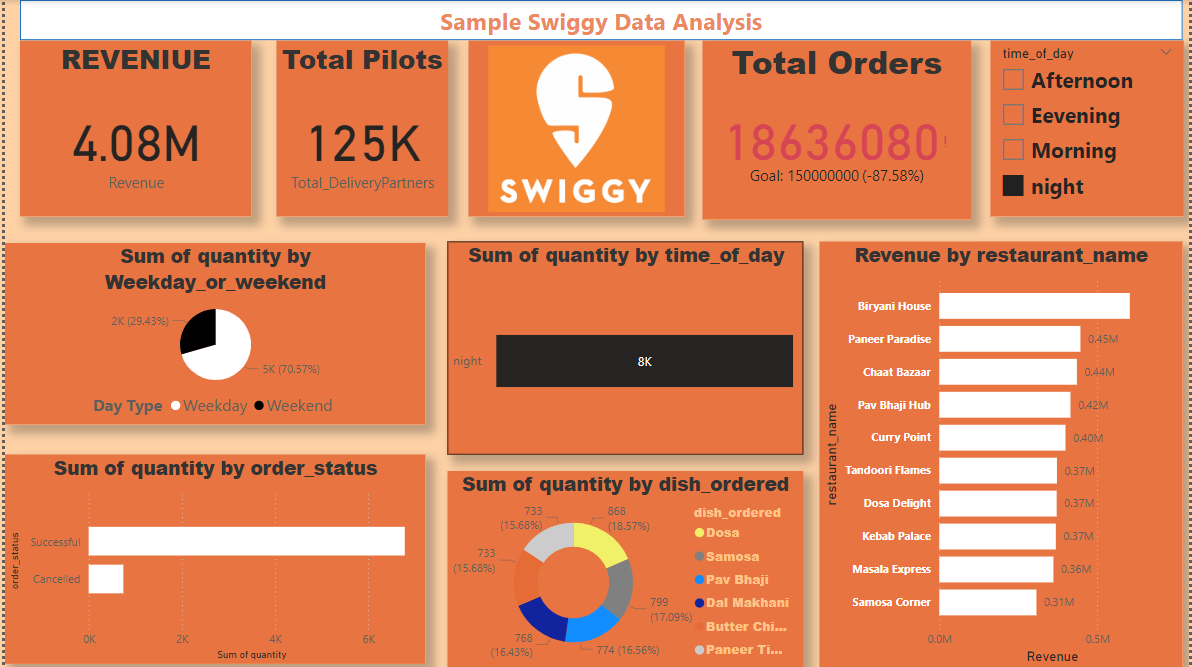 Sample Swiggy Data Analysis
REVENIUE
4.08M
Revenue
Total Pilots
125K
Total_DeliveryPartners
SWIGGY
Total Orders
18636080!
Goal: 150000000 (-87.58%)
time_of_day
Afternoon
Eevening
Morning
night
Sum of quantity by
Weekday_or_weekend
2K (29.43%)
5K (70.57%)
Day Type Weekday Weekend
Sum of quantity by time_of_day
night
8K
Revenue by restaurant_name
restaurant_name
Biryani House
Paneer Paradise 0.45M
Chaat Bazaar 0.44M
Pav Bhaji Hub 0.42M
Curry Point 0.40M
Tandoori Flames 0.37M
Dosa Delight 0.37M
Kebab Palace 0.37M
Masala Express 0.36M
Samosa Corner 0.31M
0.0M 0.5M
Revenue
Sum of quantity by order_status
order_status
Successful
Cancelled
0K 2K 4K 6K
Sum of quantity
Sum of quantity by dish_ordered
733
(15.68%)
868
(18.57%)
733
(15.68%)
799
(17.09%)
768
(16.43%)
774 (16.56%)
dish_ordered
Dosa
Samosa
Pav Bhaji
Dal Makhani
Butter Chi...
Paneer Ti...